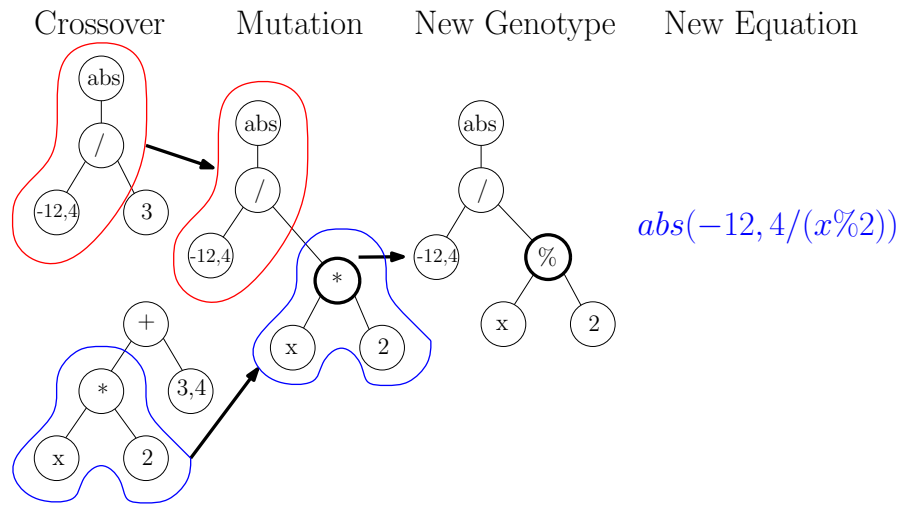 Crossover Mutation New Genotype New Equation
abs
/
-12,4 3
+
* 3,4
x 2
abs
/
-12,4
*
x 2
abs
/
-12,4 %
x 2
abs(−12, 4/(x%2))